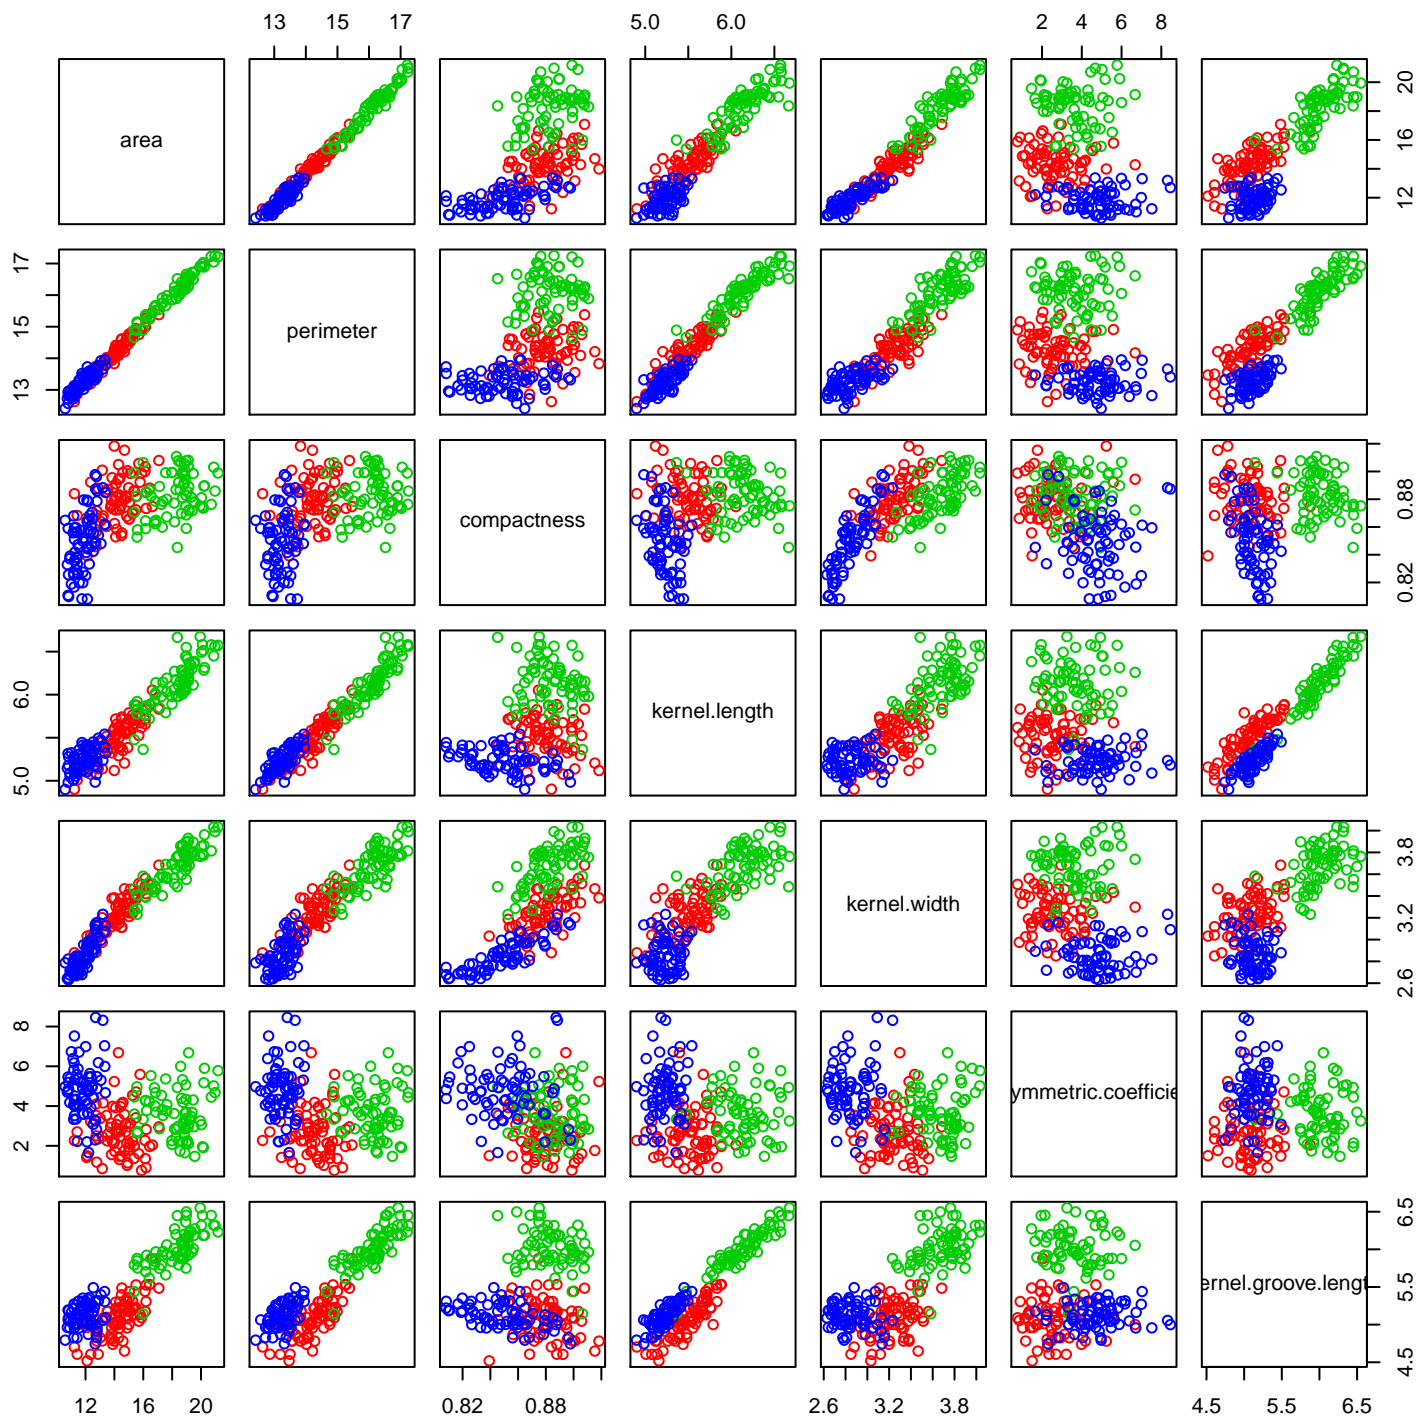 13 15 17 5.0 6.0 2 4 6 8
area 12 16 20
13 15 17 perimeter
compactness 0.82 0.88
5.0 6.0 kernel.length
kernel.width 2.6 3.2 3.8
2 4 6 8 ymmetric.coefficie
ernel.groove.lengt 4.5 5.5 6.5
12 16 20 0.82 0.88 2.6 3.2 3.8 4.5 5.5 6.5